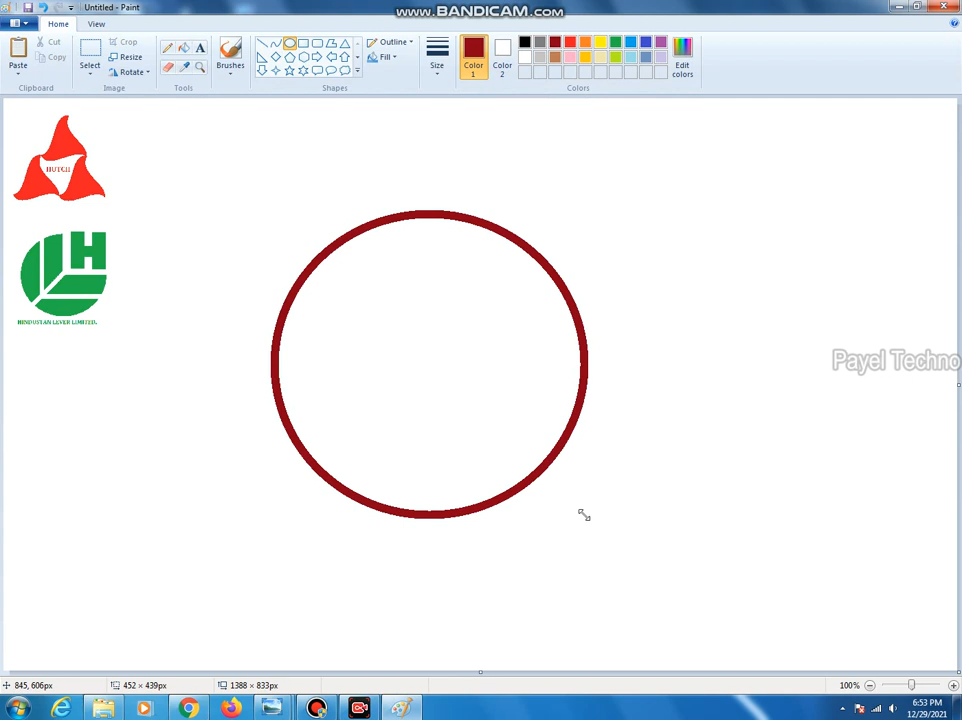 Untitled - Paint
www.BANDICAM.com
Home
View
Paste
Cut
Copy
Clipboard
Select
Crop
Resize
Rotate
Image
A
Tools
Brushes
Outline
Fill
Shapes
Size
Color 1
Color 2
Edit colors
Colors
HUTCH
LH
HINDUSTAN LEVER LIMITED.
Payel Techno
845, 606px
452 × 439px
1388 × 833px
100%
6:53 PM
12/29/2021